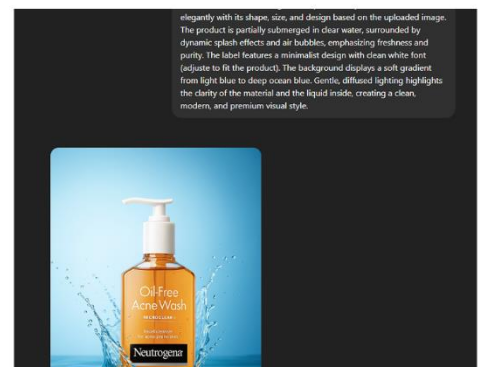 elegantly with its shape, size, and design based on the uploaded image.
The product is partially submerged in clear water, surrounded by
dynamic splash effects and air bubbles, emphasizing freshness and
purity. The label features a minimalist design with clean white font
(adjuste to fit the product). The background displays a soft gradient
from light blue to deep ocean blue. Gentle, diffused lighting highlights
the clarity of the material and the liquid inside, creating a clean,
modern, and premium visual style.
Oil-Free
Acne Wash
Neutrogena